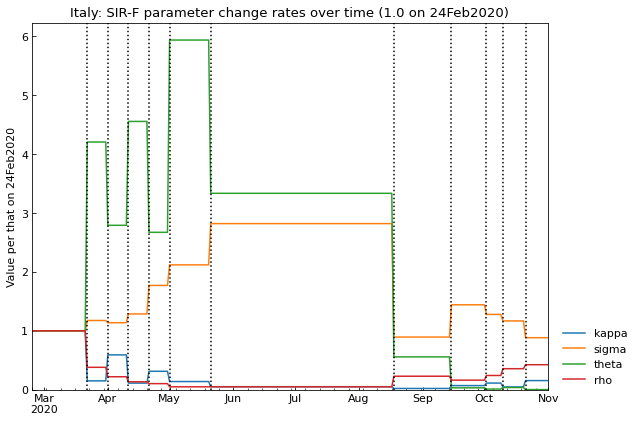 Italy: SIR-F parameter change rates over time (1.0 on 24Feb2020)
Value per that on 24Feb2020
6
5
4
3
2
1
0
Mar Apr May Jun Jul Aug Sep Oct Nov
2020
kappa
sigma
theta
rho